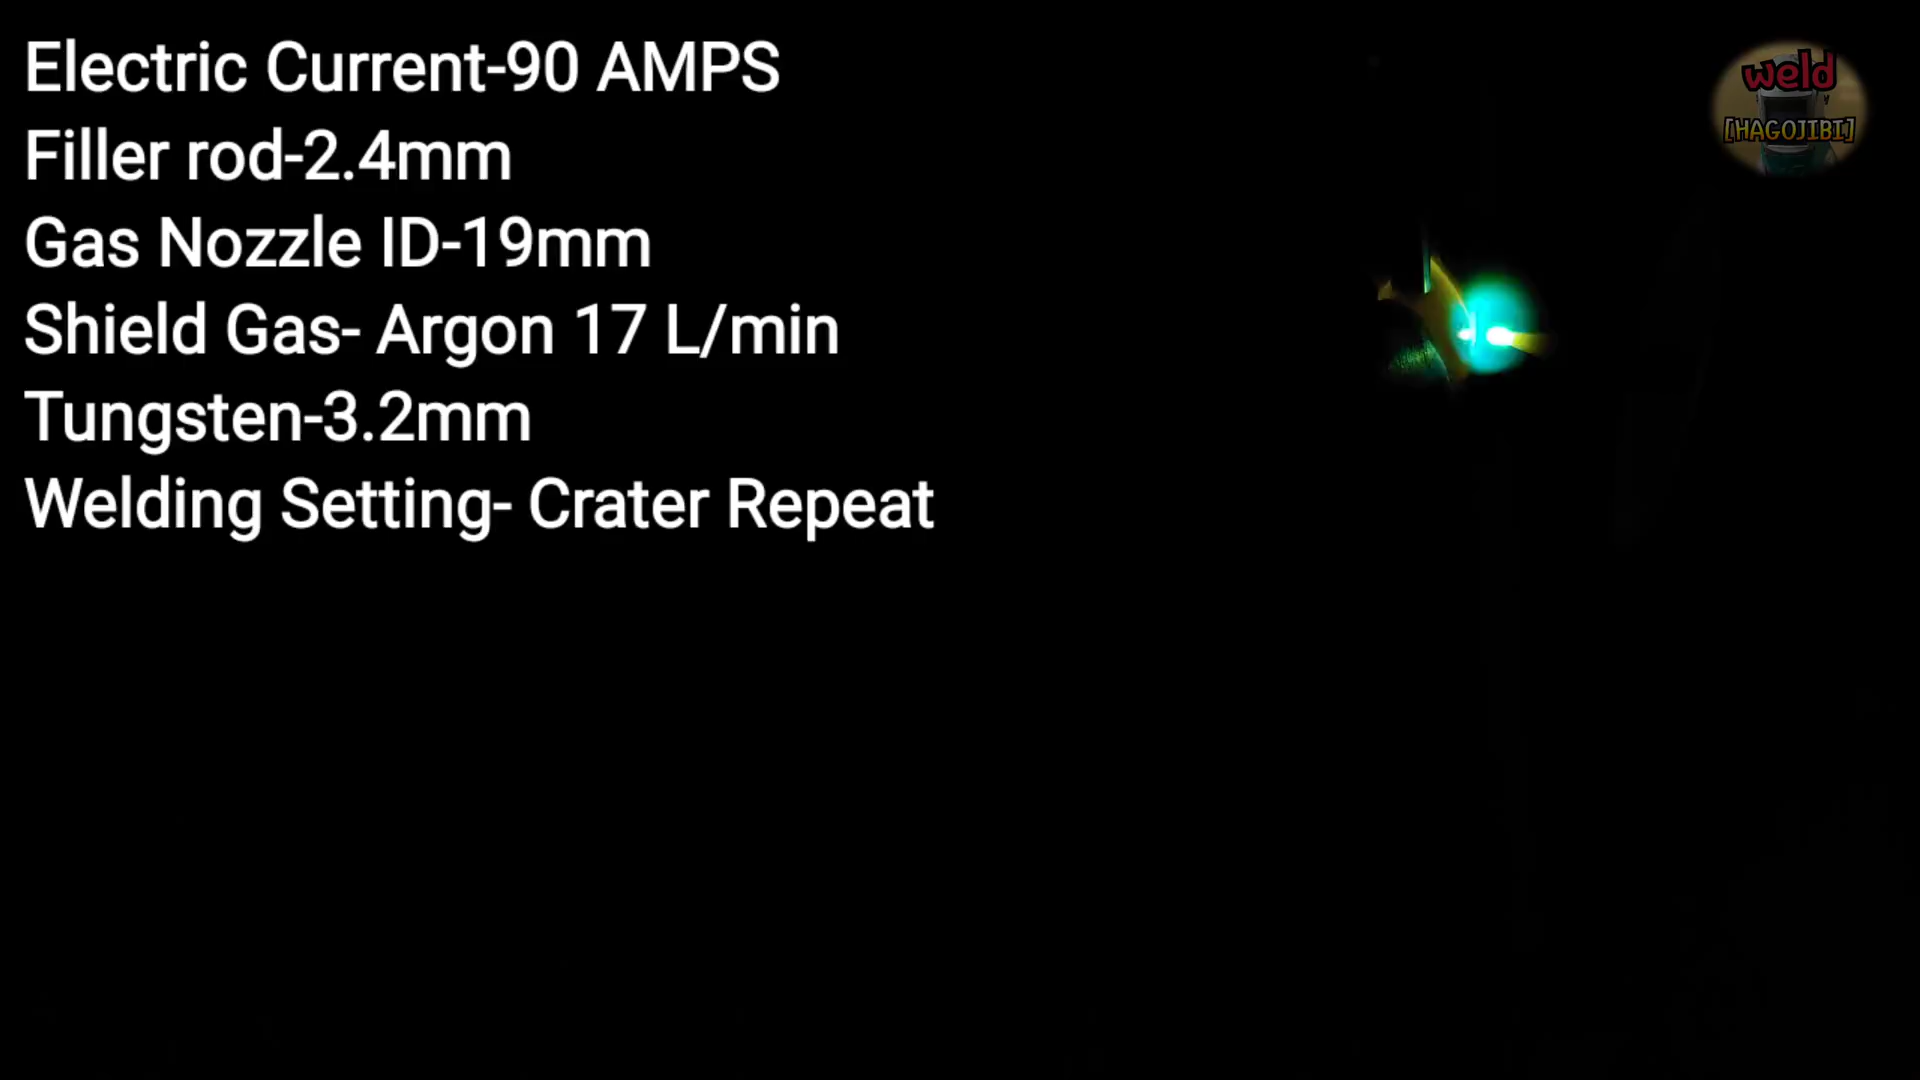 Electric Current-90 AMPS
Filler rod-2.4mm
Gas Nozzle ID-19mm
Shield Gas- Argon 17 L/min
Tungsten-3.2mm
Welding Setting- Crater Repeat
weld
[HAGOJIBI]